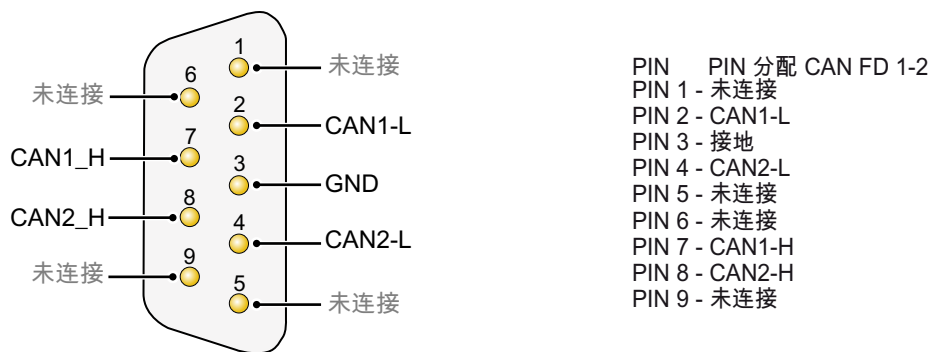 1
未连接
6
未连接
2
CAN1-L
7
CAN1_H
3
GND
8
CAN2_H
4
CAN2-L
9
未连接
5
未连接
PIN PIN 分配 CAN FD 1-2
PIN 1 - 未连接
PIN 2 - CAN1-L
PIN 3 - 接地
PIN 4 - CAN2-L
PIN 5 - 未连接
PIN 6 - 未连接
PIN 7 - CAN1-H
PIN 8 - CAN2-H
PIN 9 - 未连接